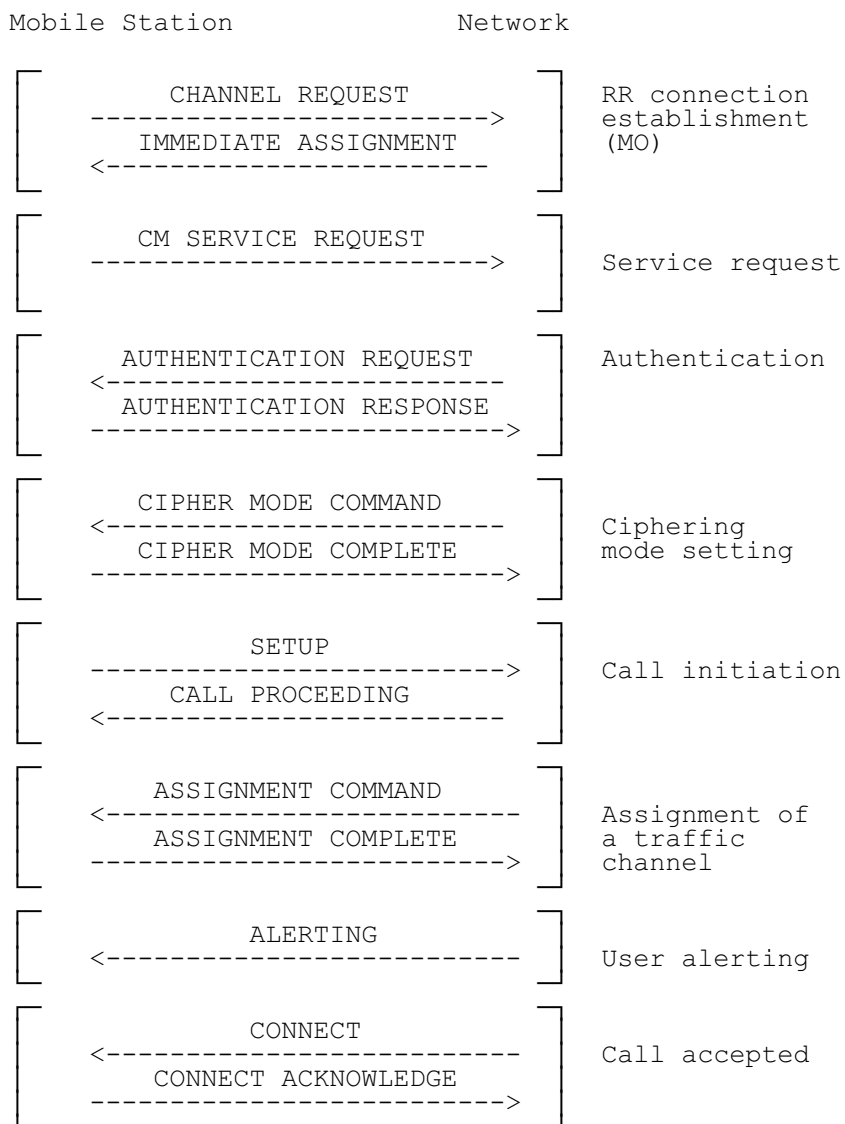 Mobile Station Network
CHANNEL REQUEST RR connection
-------------------------> establishment
IMMEDIATE ASSIGNMENT (MO)
<------------------------
CM SERVICE REQUEST
-------------------------> Service request
AUTHENTICATION REQUEST Authentication
<-------------------------
AUTHENTICATION RESPONSE
-------------------------->
CIPHER MODE COMMAND
<------------------------- Ciphering
CIPHER MODE COMPLETE mode setting
-------------------------->
SETUP
--------------------------> Call initiation
CALL PROCEEDING
<-------------------------
ASSIGNMENT COMMAND
<-------------------------- Assignment of
ASSIGNMENT COMPLETE a traffic
--------------------------> channel
ALERTING
<-------------------------- User alerting
CONNECT
<-------------------------- Call accepted
CONNECT ACKNOWLEDGE
-------------------------->